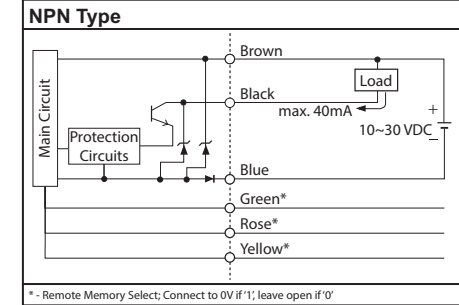 NPN Type
Brown
Load
Black
max. 40mA
+
10~30 VDC
–
Main Circuit
Protection
Circuits
Blue
Green*
Rose*
Yellow*
* - Remote Memory Select; Connect to 0V if ‘1’, leave open if ‘0’